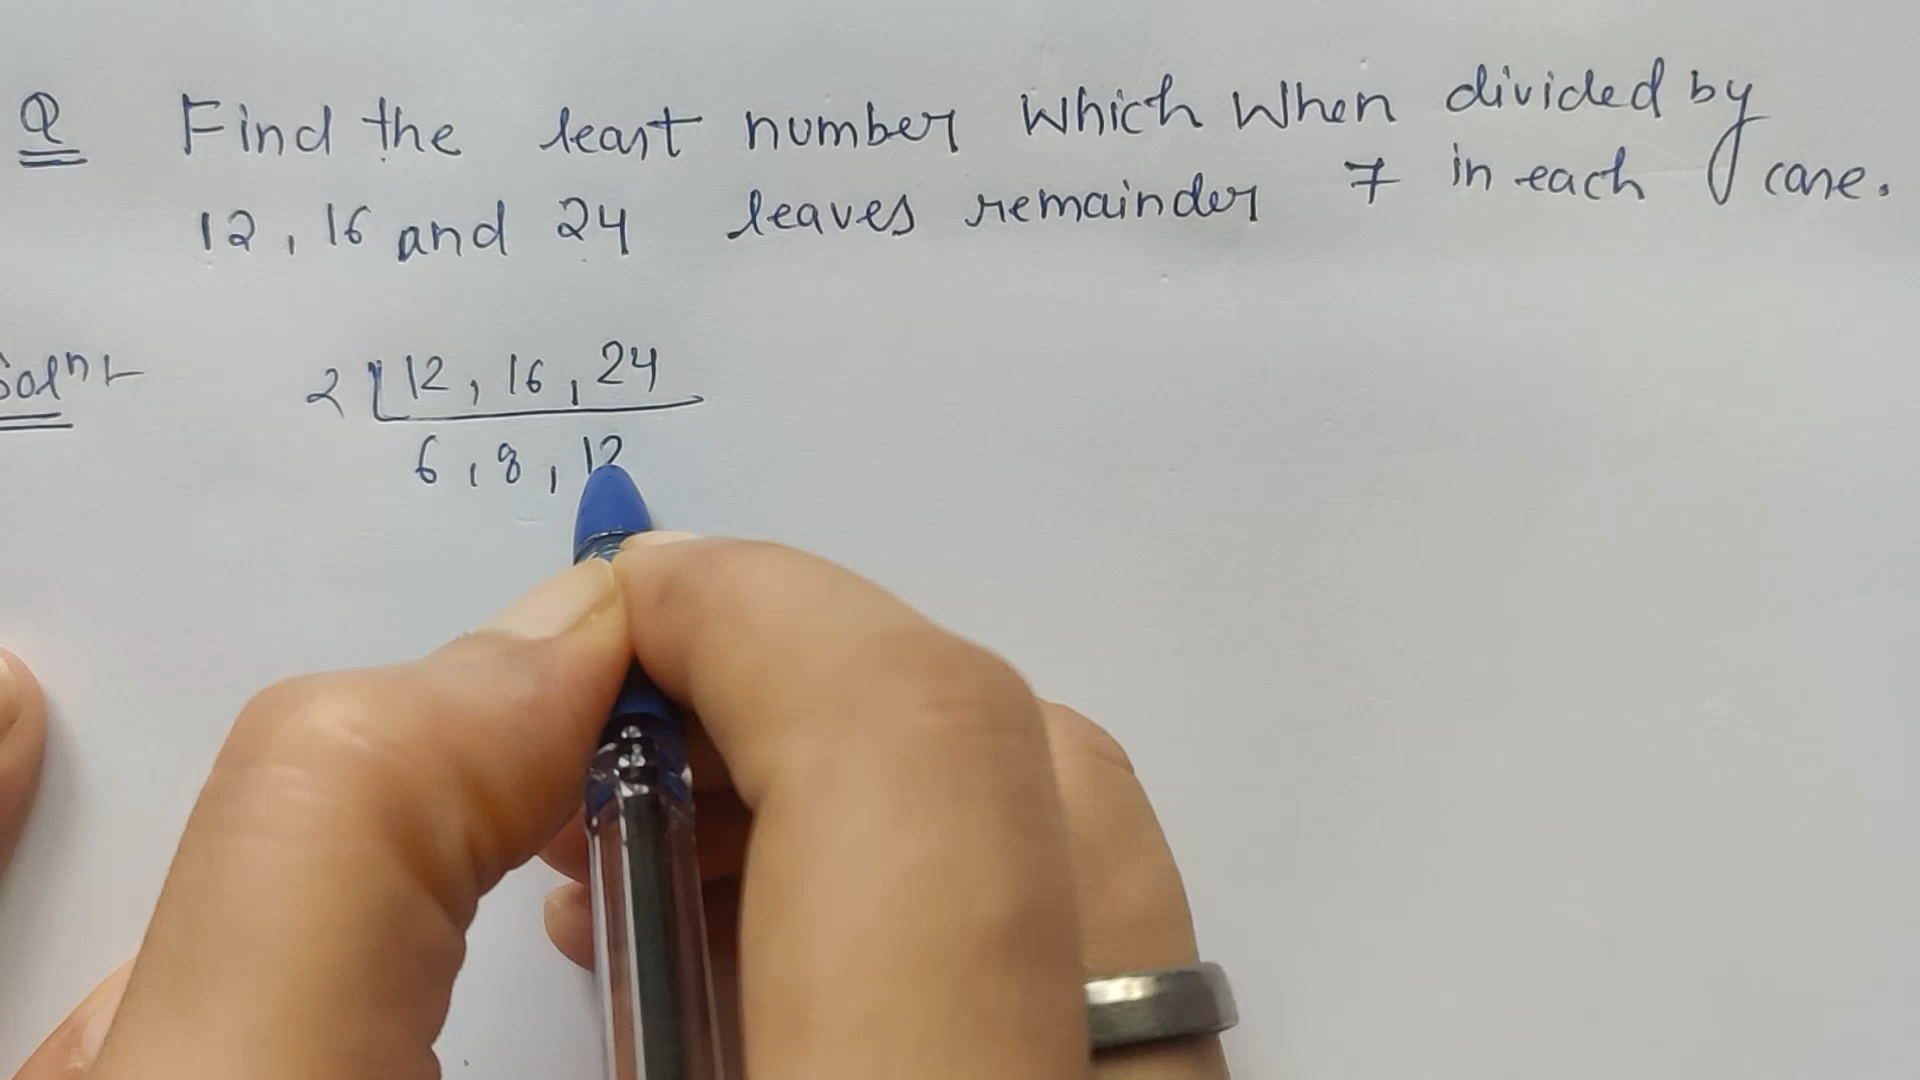 Q Find the least number which when divided by
12, 16 and 24 leaves remainder 7 in each case.
Soln:-
2 | 12, 16, 24
6, 8, 12